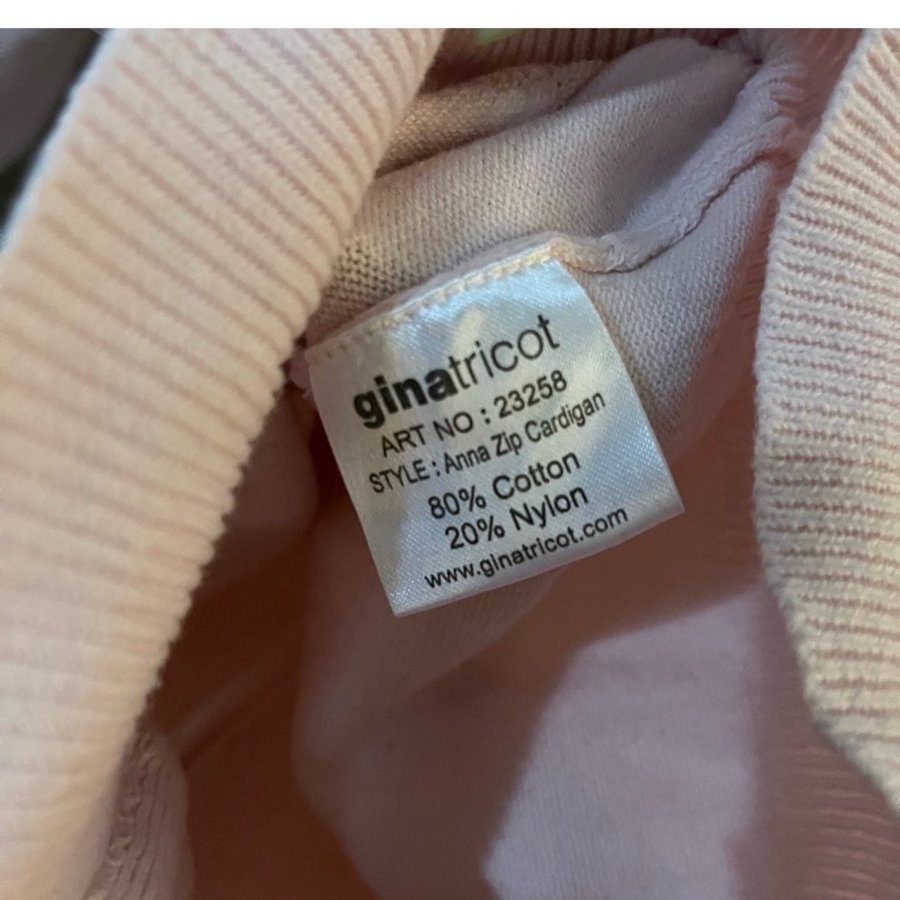 ginatricot
ART NO : 23258
STYLE : Anna Zip Cardigan
80% Cotton
20% Nylon
www.ginatricot.com